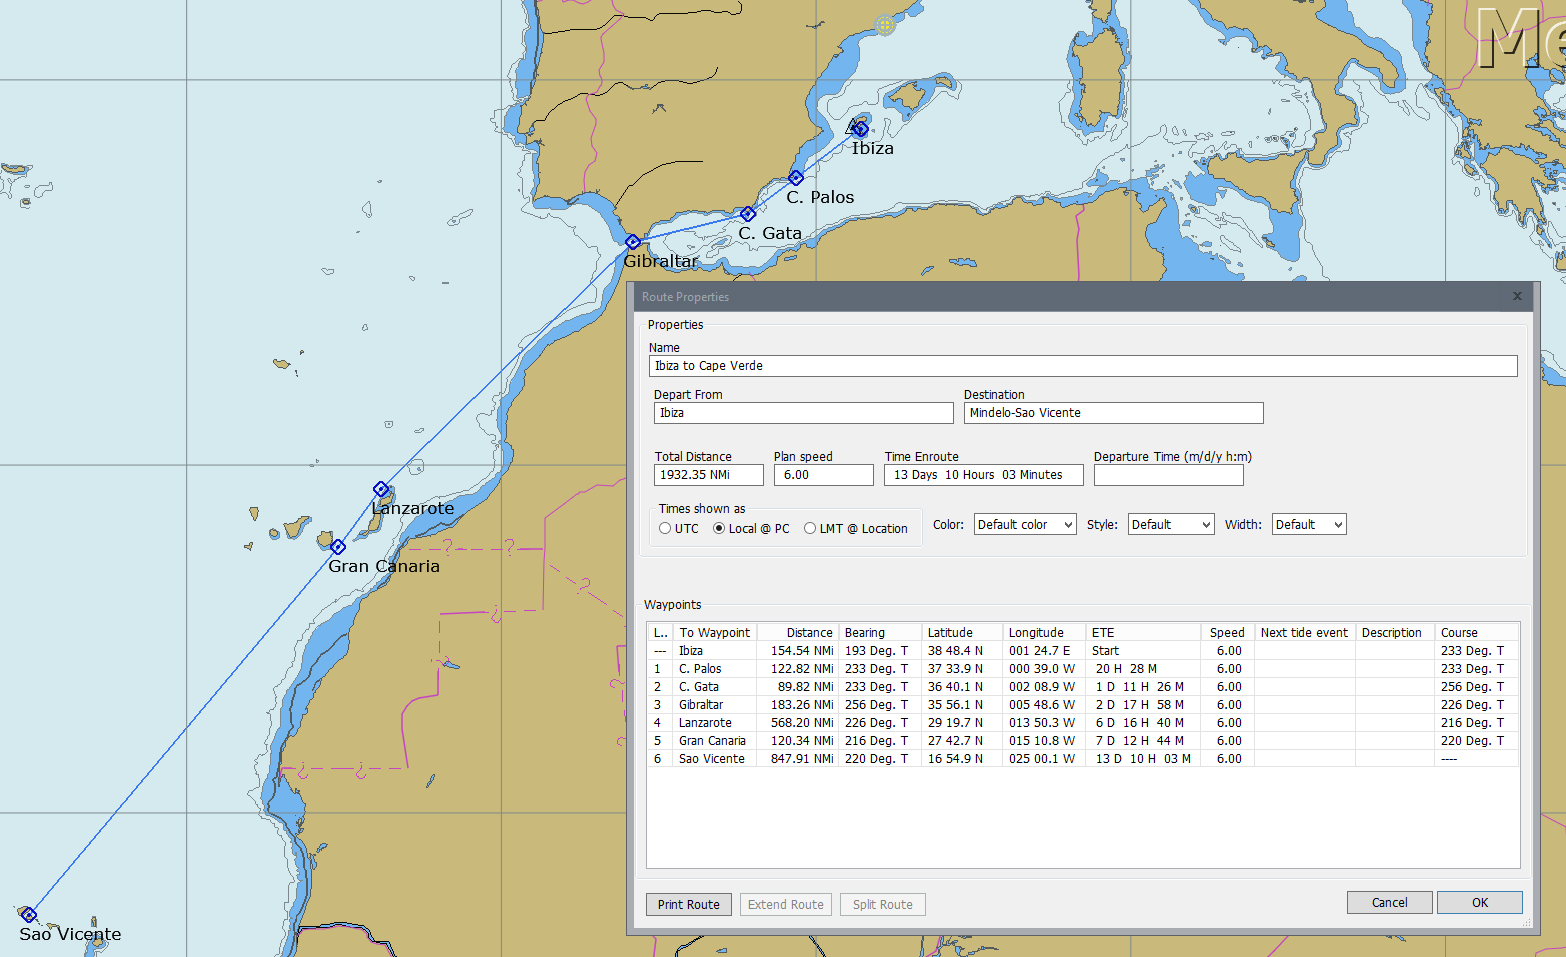 Me
Ibiza
C. Palos
C. Gata
Gibraltar
Lanzarote
Gran Canaria
Sao Vicente
Route Properties
x
Properties
Name
Ibiza to Cape Verde
Depart From Destination
Ibiza Mindelo-Sao Vicente
Total Distance Plan speed Time Enroute Departure Time (m/d/y h:m)
1932.35 NMi 6.00 13 Days 10 Hours 03 Minutes
Times shown as
UTC Local @ PC LMT @ Location Color: Default color Style: Default Width: Default
Waypoints
L.. To Waypoint Distance Bearing Latitude Longitude ETE Speed Next tide event Description Course
--- Ibiza 154.54 NMi 193 Deg. T 38 48.4 N 001 24.7 E Start 6.00 233 Deg. T
1 C. Palos 122.82 NMi 233 Deg. T 37 33.9 N 000 39.0 W 20 H 28 M 6.00 233 Deg. T
2 C. Gata 89.82 NMi 233 Deg. T 36 40.1 N 002 08.9 W 1 D 11 H 26 M 6.00 256 Deg. T
3 Gibraltar 183.26 NMi 256 Deg. T 35 56.1 N 005 48.6 W 2 D 17 H 58 M 6.00 226 Deg. T
4 Lanzarote 568.20 NMi 226 Deg. T 29 19.7 N 013 50.3 W 6 D 16 H 40 M 6.00 216 Deg. T
5 Gran Canaria 120.34 NMi 216 Deg. T 27 42.7 N 015 10.8 W 7 D 12 H 44 M 6.00 220 Deg. T
6 Sao Vicente 847.91 NMi 220 Deg. T 16 54.9 N 025 00.1 W 13 D 10 H 03 M 6.00 ----
Print Route Extend Route Split Route Cancel OK